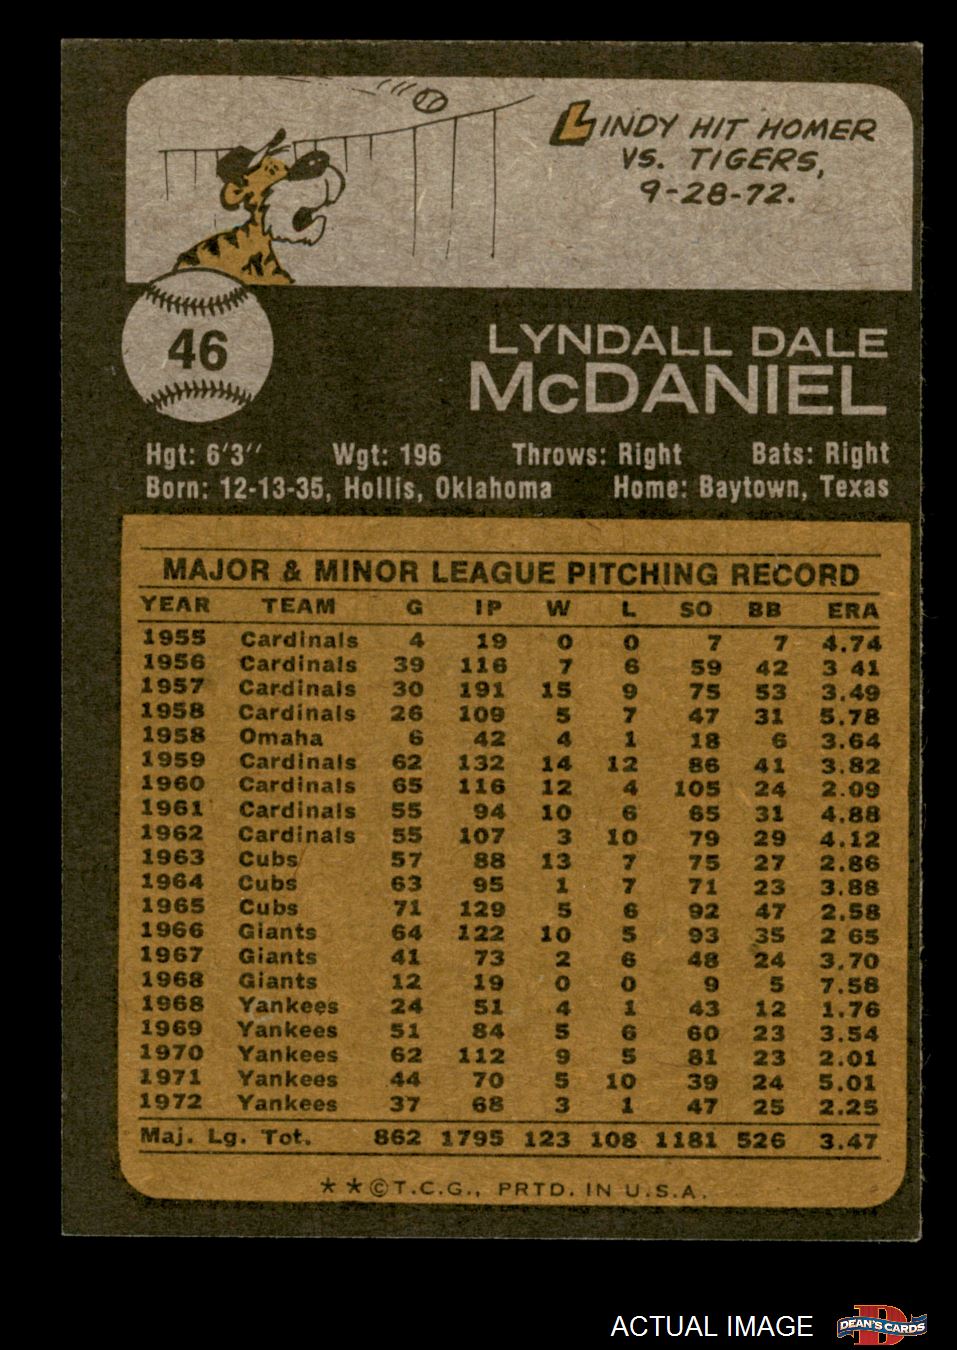 LINDY HIT HOMER
VS. TIGERS,
9-28-72.
46
LYNDALL DALE
McDANIEL
Hgt: 6'3'' Wgt: 196 Throws: Right Bats: Right
Born: 12-13-35, Hollis, Oklahoma Home: Baytown, Texas
MAJOR & MINOR LEAGUE PITCHING RECORD
YEAR TEAM G IP W L SO BB ERA
1955 Cardinals 4 19 0 0 7 7 4.74
1956 Cardinals 39 116 7 6 59 42 3 41
1957 Cardinals 30 191 15 9 75 53 3.49
1958 Cardinals 26 109 5 7 47 31 5.78
1958 Omaha 6 42 4 1 18 6 3.64
1959 Cardinals 62 132 14 12 86 41 3.82
1960 Cardinals 65 116 12 4 105 24 2.09
1961 Cardinals 55 94 10 6 65 31 4.88
1962 Cardinals 55 107 3 10 79 29 4.12
1963 Cubs 57 88 13 7 75 27 2.86
1964 Cubs 63 95 1 7 71 23 3.88
1965 Cubs 71 129 5 6 92 47 2.58
1966 Giants 64 122 10 5 93 35 2 65
1967 Giants 41 73 2 6 48 24 3.70
1968 Giants 12 19 0 0 9 5 7.58
1968 Yankees 24 51 4 1 43 12 1.76
1969 Yankees 51 84 5 6 60 23 3.54
1970 Yankees 62 112 9 5 81 23 2.01
1971 Yankees 44 70 5 10 39 24 5.01
1972 Yankees 37 68 3 1 47 25 2.25
Maj. Lg. Tot. 862 1795 123 108 1181 526 3.47
**©T.C.G., PRTD. IN U.S.A.
ACTUAL IMAGE
D
DEAN'S CARDS